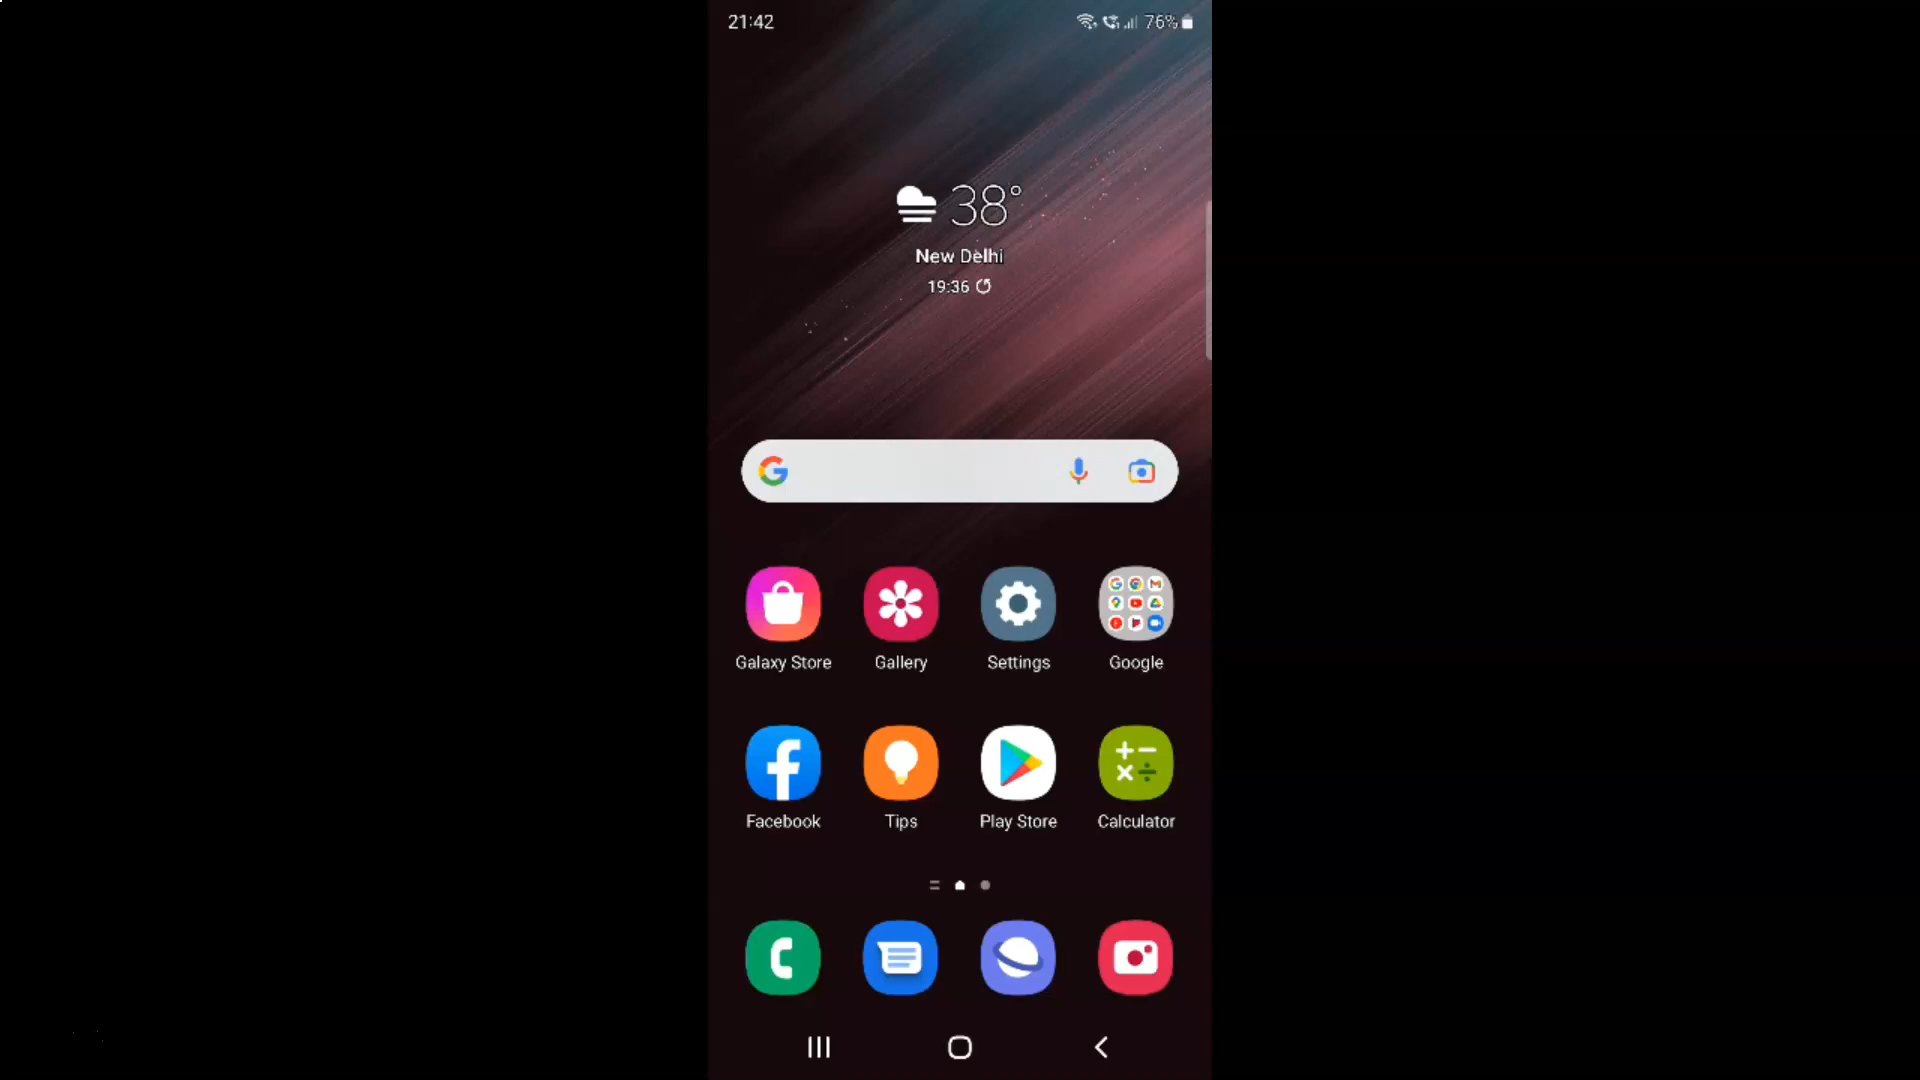 21:42
76%
38°
New Delhi
19:36
Galaxy Store
Gallery
Settings
Google
Facebook
Tips
Play Store
Calculator